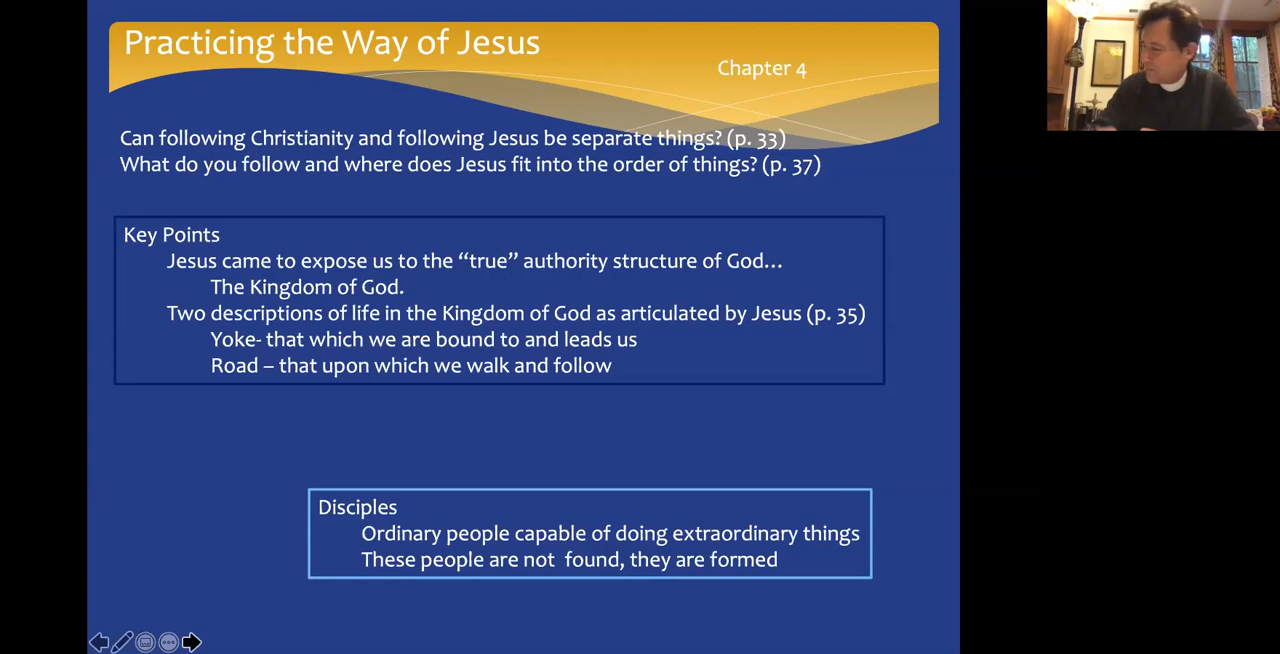 Practicing the Way of Jesus
Chapter 4
Can following Christianity and following Jesus be separate things? (p. 33)
What do you follow and where does Jesus fit into the order of things? (p. 37)
Key Points
Jesus came to expose us to the “true” authority structure of God…
The Kingdom of God.
Two descriptions of life in the Kingdom of God as articulated by Jesus (p. 35)
Yoke- that which we are bound to and leads us
Road – that upon which we walk and follow
Disciples
Ordinary people capable of doing extraordinary things
These people are not  found, they are formed